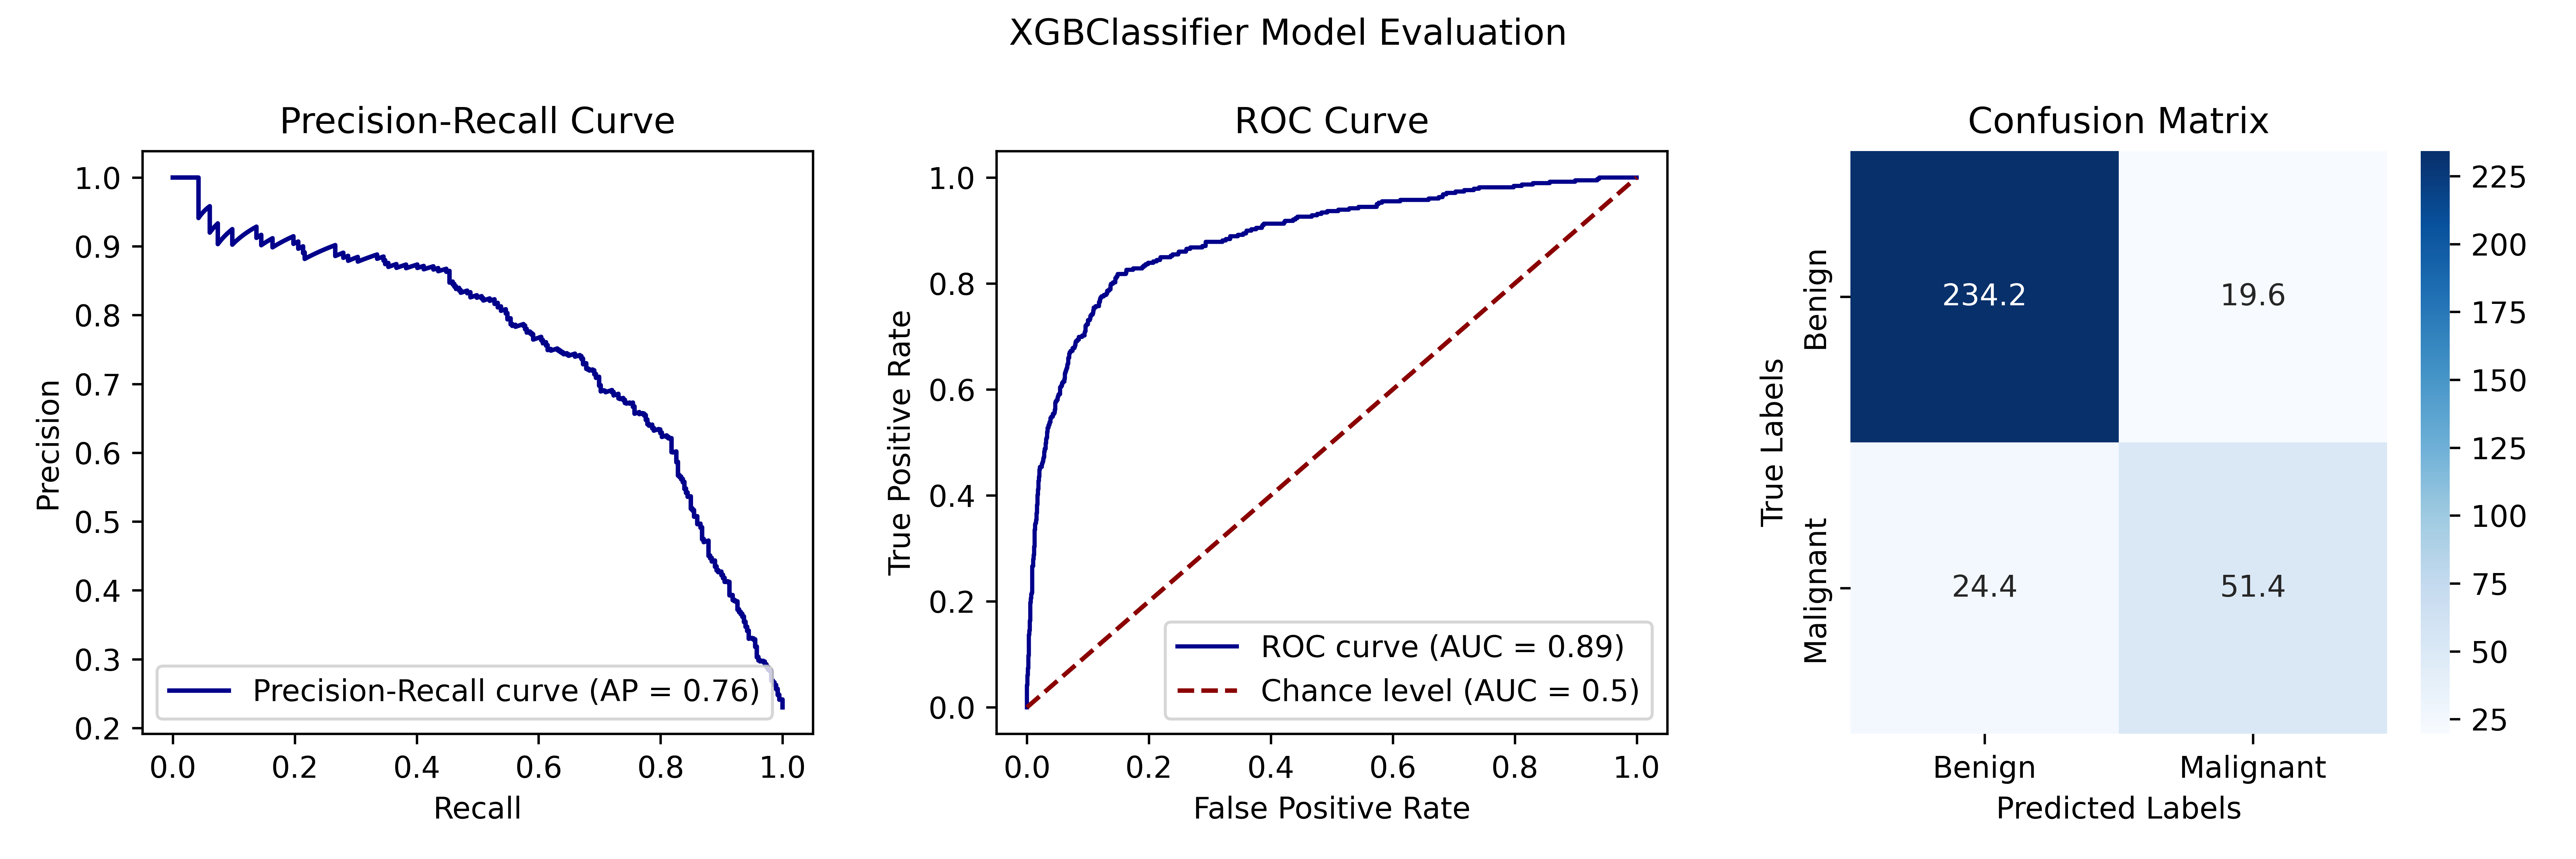 XGBClassifier Model Evaluation
Precision-Recall Curve
1.0
0.9
0.8
0.7
0.6
0.5
0.4
0.3
0.2
Precision
0.0 0.2 0.4 0.6 0.8 1.0
Recall
Precision-Recall curve (AP = 0.76)
ROC Curve
1.0
0.8
0.6
0.4
0.2
0.0
True Positive Rate
0.0 0.2 0.4 0.6 0.8 1.0
False Positive Rate
ROC curve (AUC = 0.89)
Chance level (AUC = 0.5)
Confusion Matrix
True Labels
Benign
Malignant
234.2 19.6
24.4 51.4
Benign Malignant
Predicted Labels
225
200
175
150
125
100
75
50
25